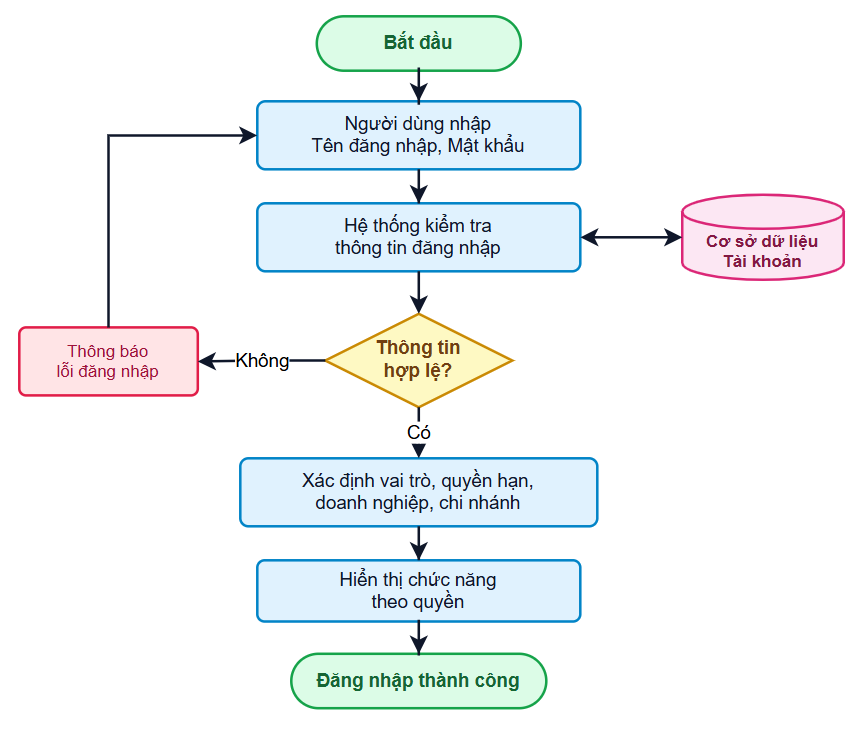 Bắt đầu
Người dùng nhập
Tên đăng nhập, Mật khẩu
Hệ thống kiểm tra
thông tin đăng nhập
Cơ sở dữ liệu
Tài khoản
Thông tin
hợp lệ?
Không
Thông báo
lỗi đăng nhập
Có
Xác định vai trò, quyền hạn,
doanh nghiệp, chi nhánh
Hiển thị chức năng
theo quyền
Đăng nhập thành công